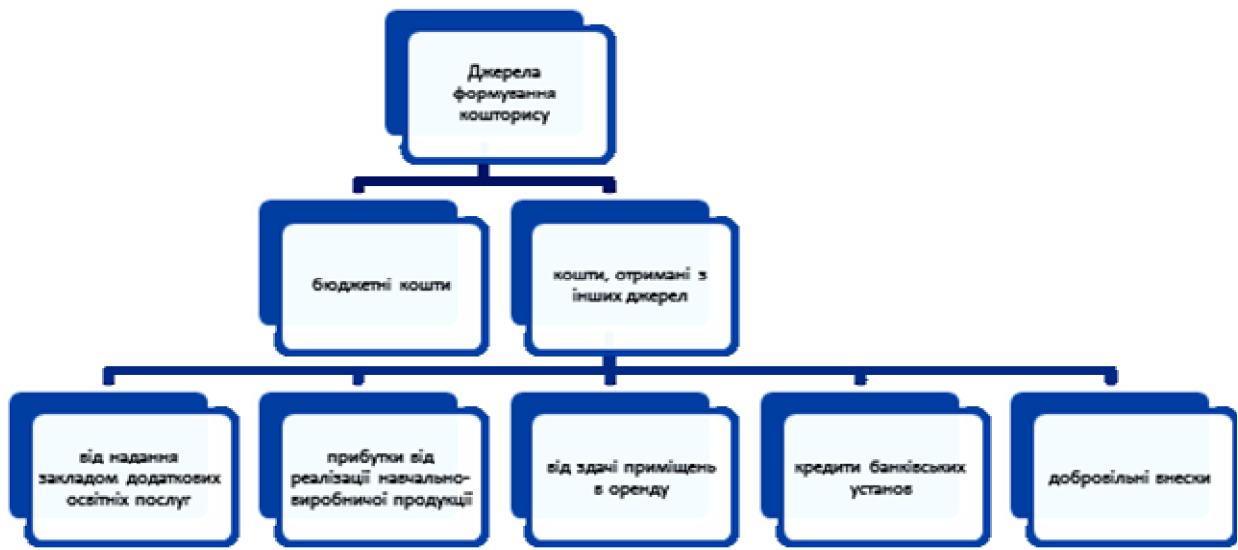 Джерела
формування
кошторису
бюджетні кошти
кошти, отримані з
інших джерел
від надання
закладом додаткових
освітніх послуг
прибутки від
реалізації навчально-
виробничої продукції
від здачі приміщень
в оренду
кредити банківських
установ
добровільні внески